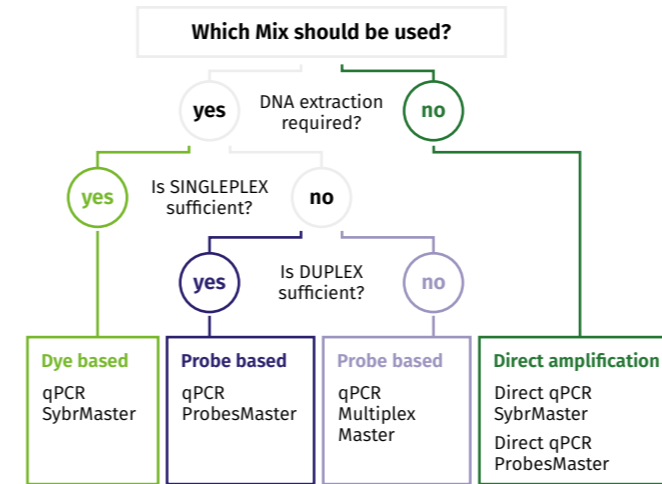 Which Mix should be used?
yes
DNA extraction
required?
no
yes
Is SINGLEPLEX
sufficient?
no
yes
Is DUPLEX
sufficient?
no
Dye based
qPCR
SybrMaster
Probe based
qPCR
ProbesMaster
Probe based
qPCR
Multiplex
Master
Direct amplification
Direct qPCR
SybrMaster
Direct qPCR
ProbesMaster